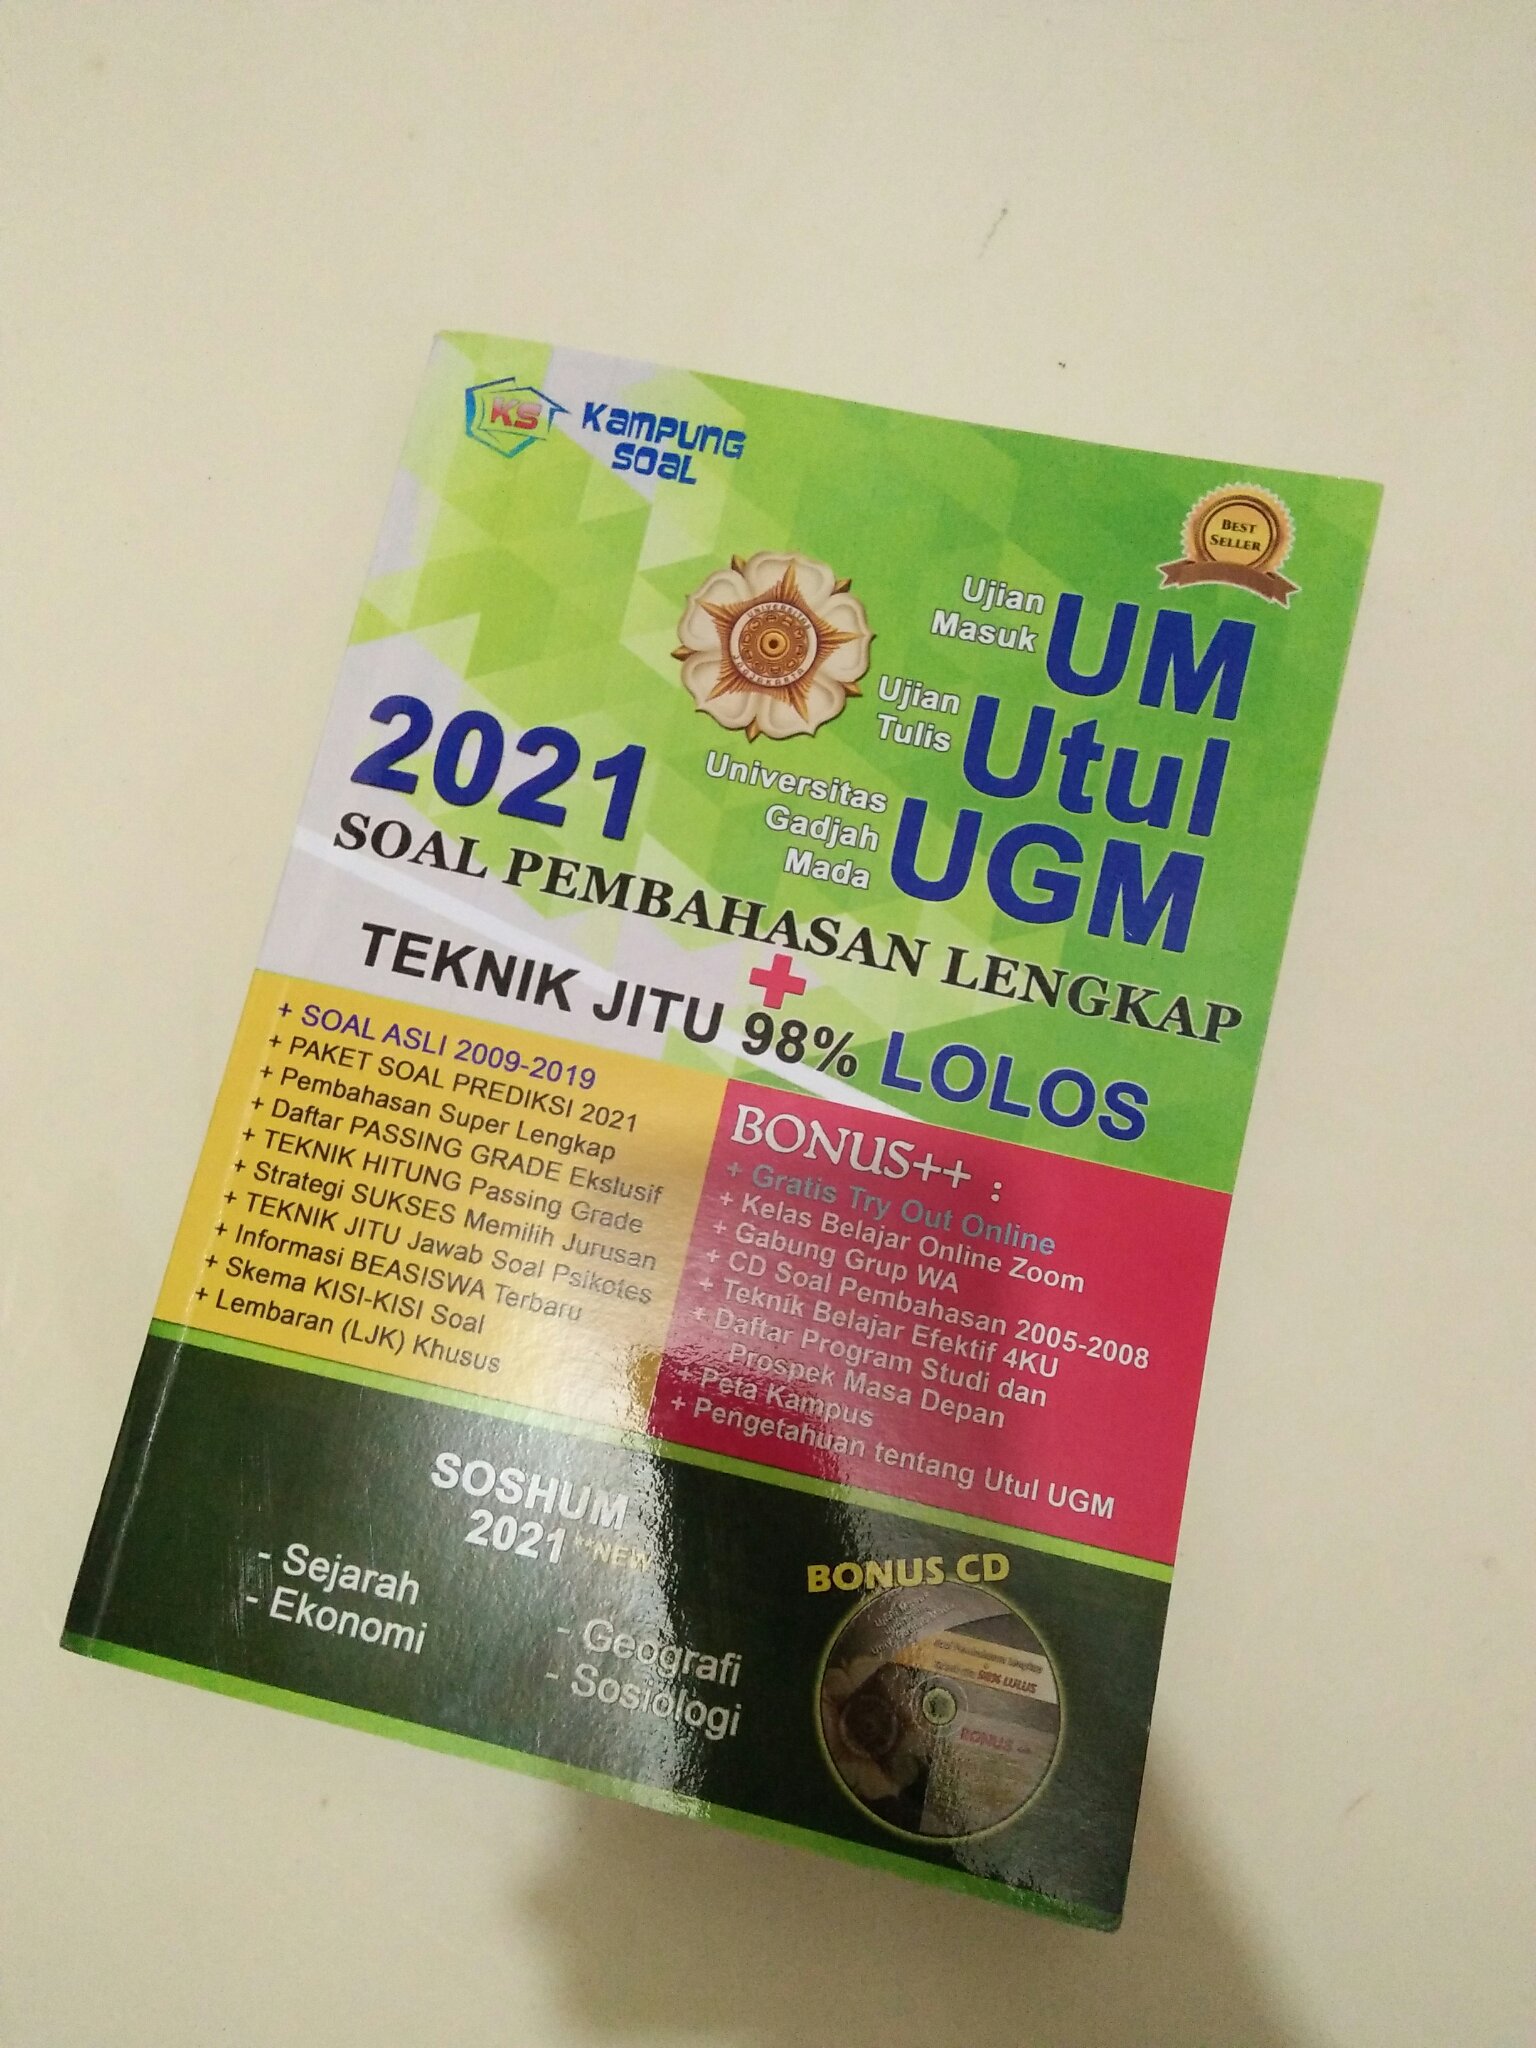 KS
Kampung
Soal
BEST
SELLER
Ujian
Masuk
UM
Ujian
Tulis
Utul
Universitas
Gadjah
Mada
UGM
2021
SOAL PEMBAHASAN LENGKAP
+
TEKNIK JITU 98% LOLOS
+ SOAL ASLI 2009-2019
+ PAKET SOAL PREDIKSI 2021
+ Pembahasan Super Lengkap
+ Daftar PASSING GRADE Ekslusif
+ TEKNIK HITUNG Passing Grade
+ Strategi SUKSES Memilih Jurusan
+ TEKNIK JITU Jawab Soal Psikotes
+ Informasi BEASISWA Terbaru
+ Skema KISI-KISI Soal
+ Lembaran (LJK) Khusus
BONUS++ :
+ Gratis Try Out Online
+ Kelas Belajar Online Zoom
+ Gabung Grup WA
+ CD Soal Pembahasan 2005-2008
+ Teknik Belajar Efektif 4KU
+ Daftar Program Studi dan
Prospek Masa Depan
+ Peta Kampus
+ Pengetahuan tentang Utul UGM
SOSHUM
2021 **NEW
- Sejarah
- Ekonomi
- Geografi
- Sosiologi
BONUS CD
98% LULUS
BONUS